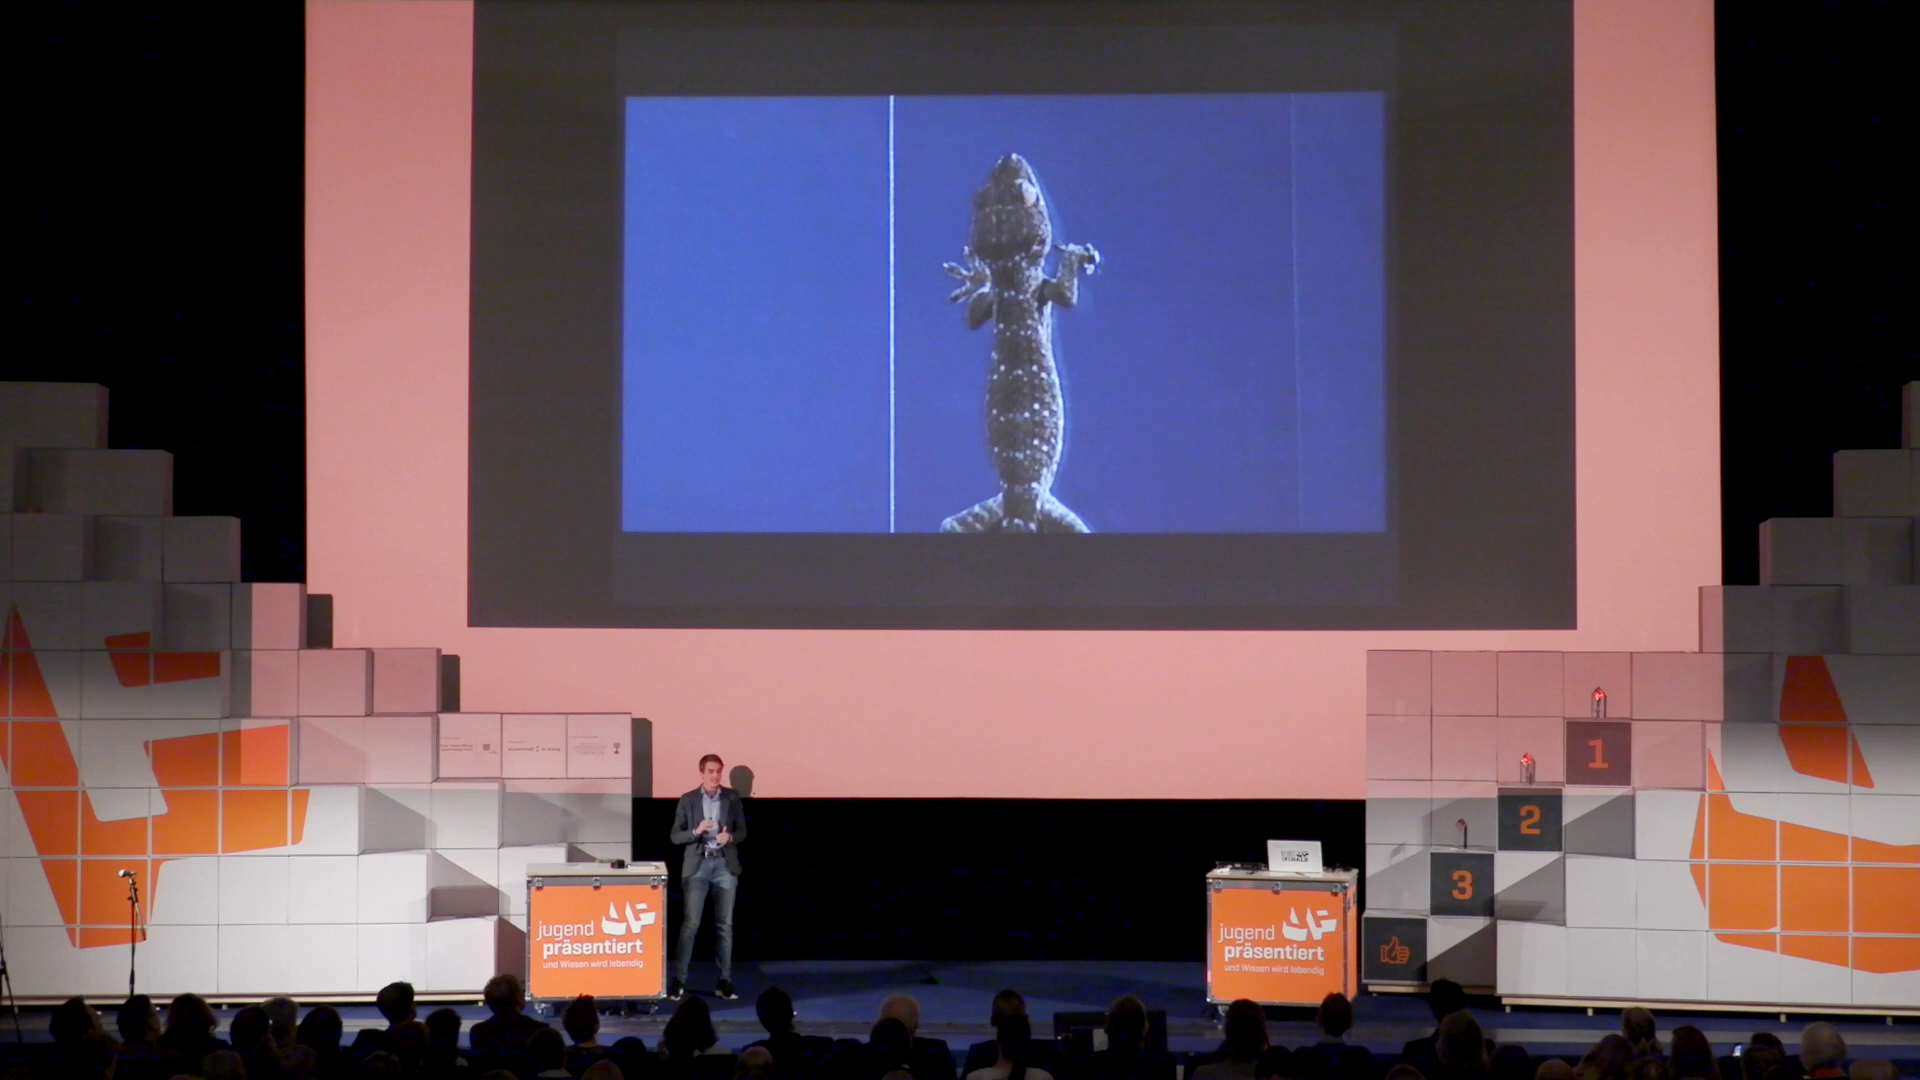 jugend
präsentiert
und Wissen wird lebendig
jugend
präsentiert
und Wissen wird lebendig
1
2
3